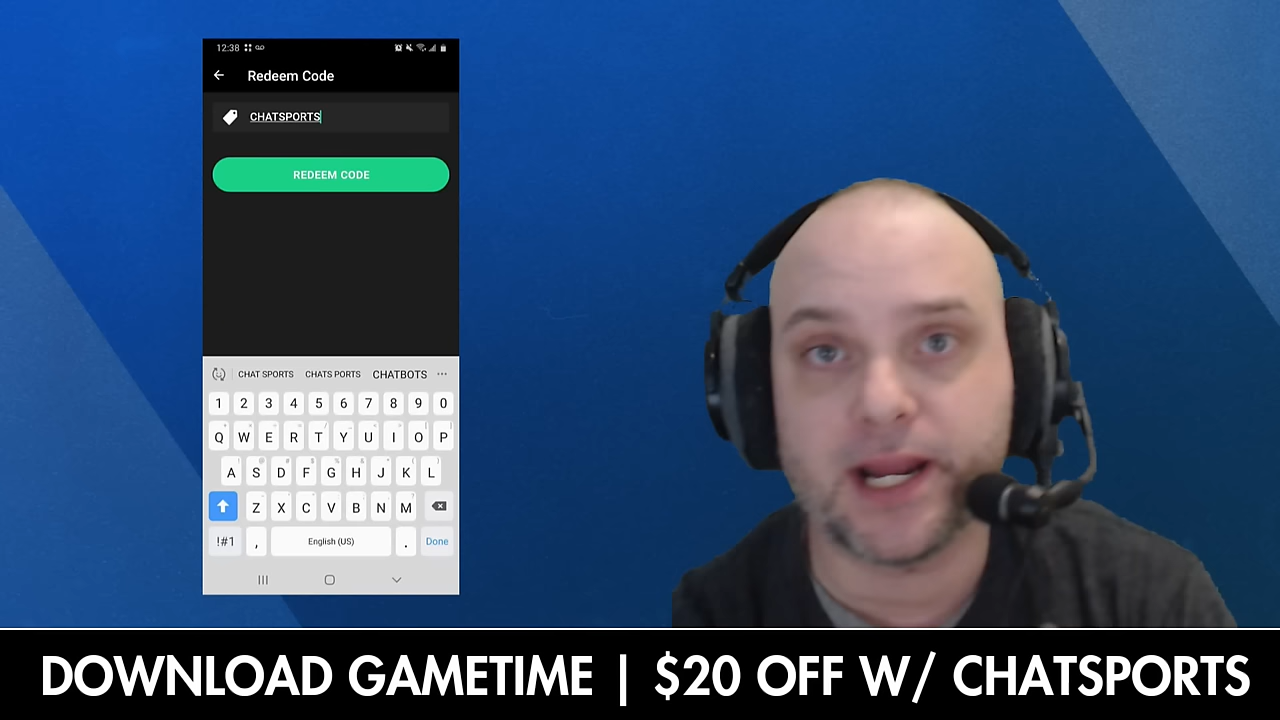 12:38
Redeem Code
CHATSPORTS
REDEEM CODE
CHAT SPORTS CHATS PORTS CHATBOTS ...
1 2 3 4 5 6 7 8 9 0
Q W E R T Y U I O P
A S D F G H J K L
Z X C V B N M
!#1 , English (US) . Done
DOWNLOAD GAMETIME | $20 OFF W/ CHATSPORTS